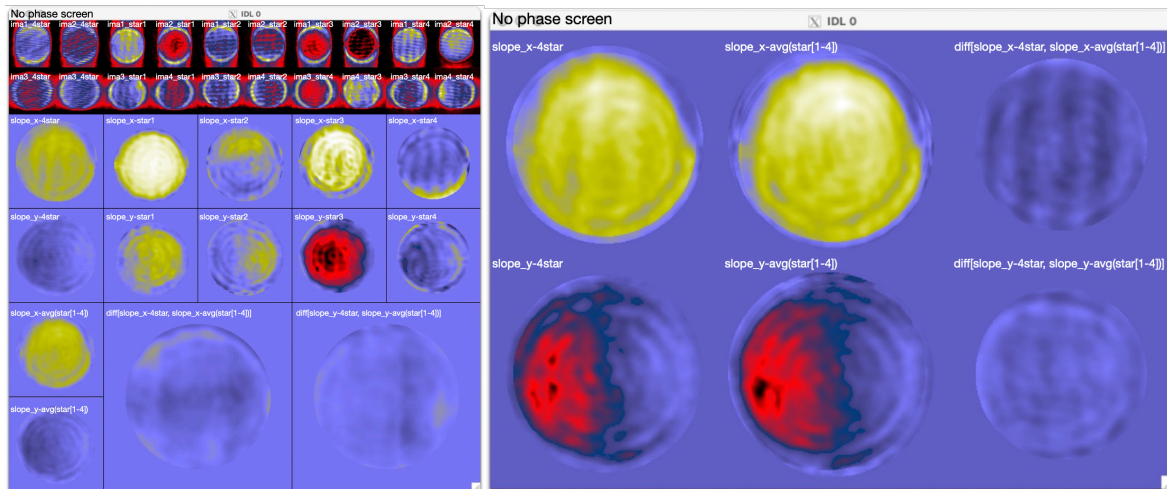 No phase screen
IDL 0
ima1_4star ima2_4star ima1_star1 ima2_star1 ima1_star2 ima2_star2 ima1_star3 ima2_star3 ima1_star4 ima2_star4
ima3_4star ima4_4star ima3_star1 ima4_star1 ima3_star2 ima4_star2 ima3_star3 ima4_star3 ima3_star4 ima4_star4
slope_x-4star slope_x-star1 slope_x-star2 slope_x-star3 slope_x-star4
slope_y-4star slope_y-star1 slope_y-star2 slope_y-star3 slope_y-star4
slope_x-avg(star[1-4]) diff[slope_x-4star, slope_x-avg(star[1-4])] diff[slope_y-4star, slope_y-avg(star[1-4])]
slope_y-avg(star[1-4])
No phase screen
IDL 0
slope_x-4star slope_x-avg(star[1-4]) diff[slope_x-4star, slope_x-avg(star[1-4])]
slope_y-4star slope_y-avg(star[1-4]) diff[slope_y-4star, slope_y-avg(star[1-4])]